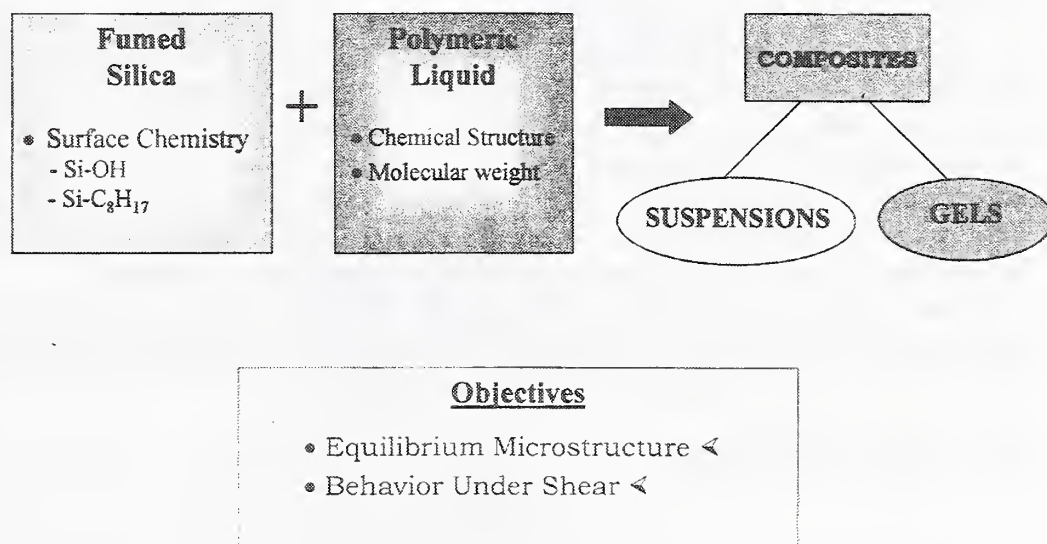 Fumed
Silica
• Surface Chemistry
- Si-OH
- Si-C₈H₁₇
+
Polymeric
Liquid
• Chemical Structure
• Molecular weight
COMPOSITES
SUSPENSIONS
GELS
Objectives
• Equilibrium Microstructure
• Behavior Under Shear